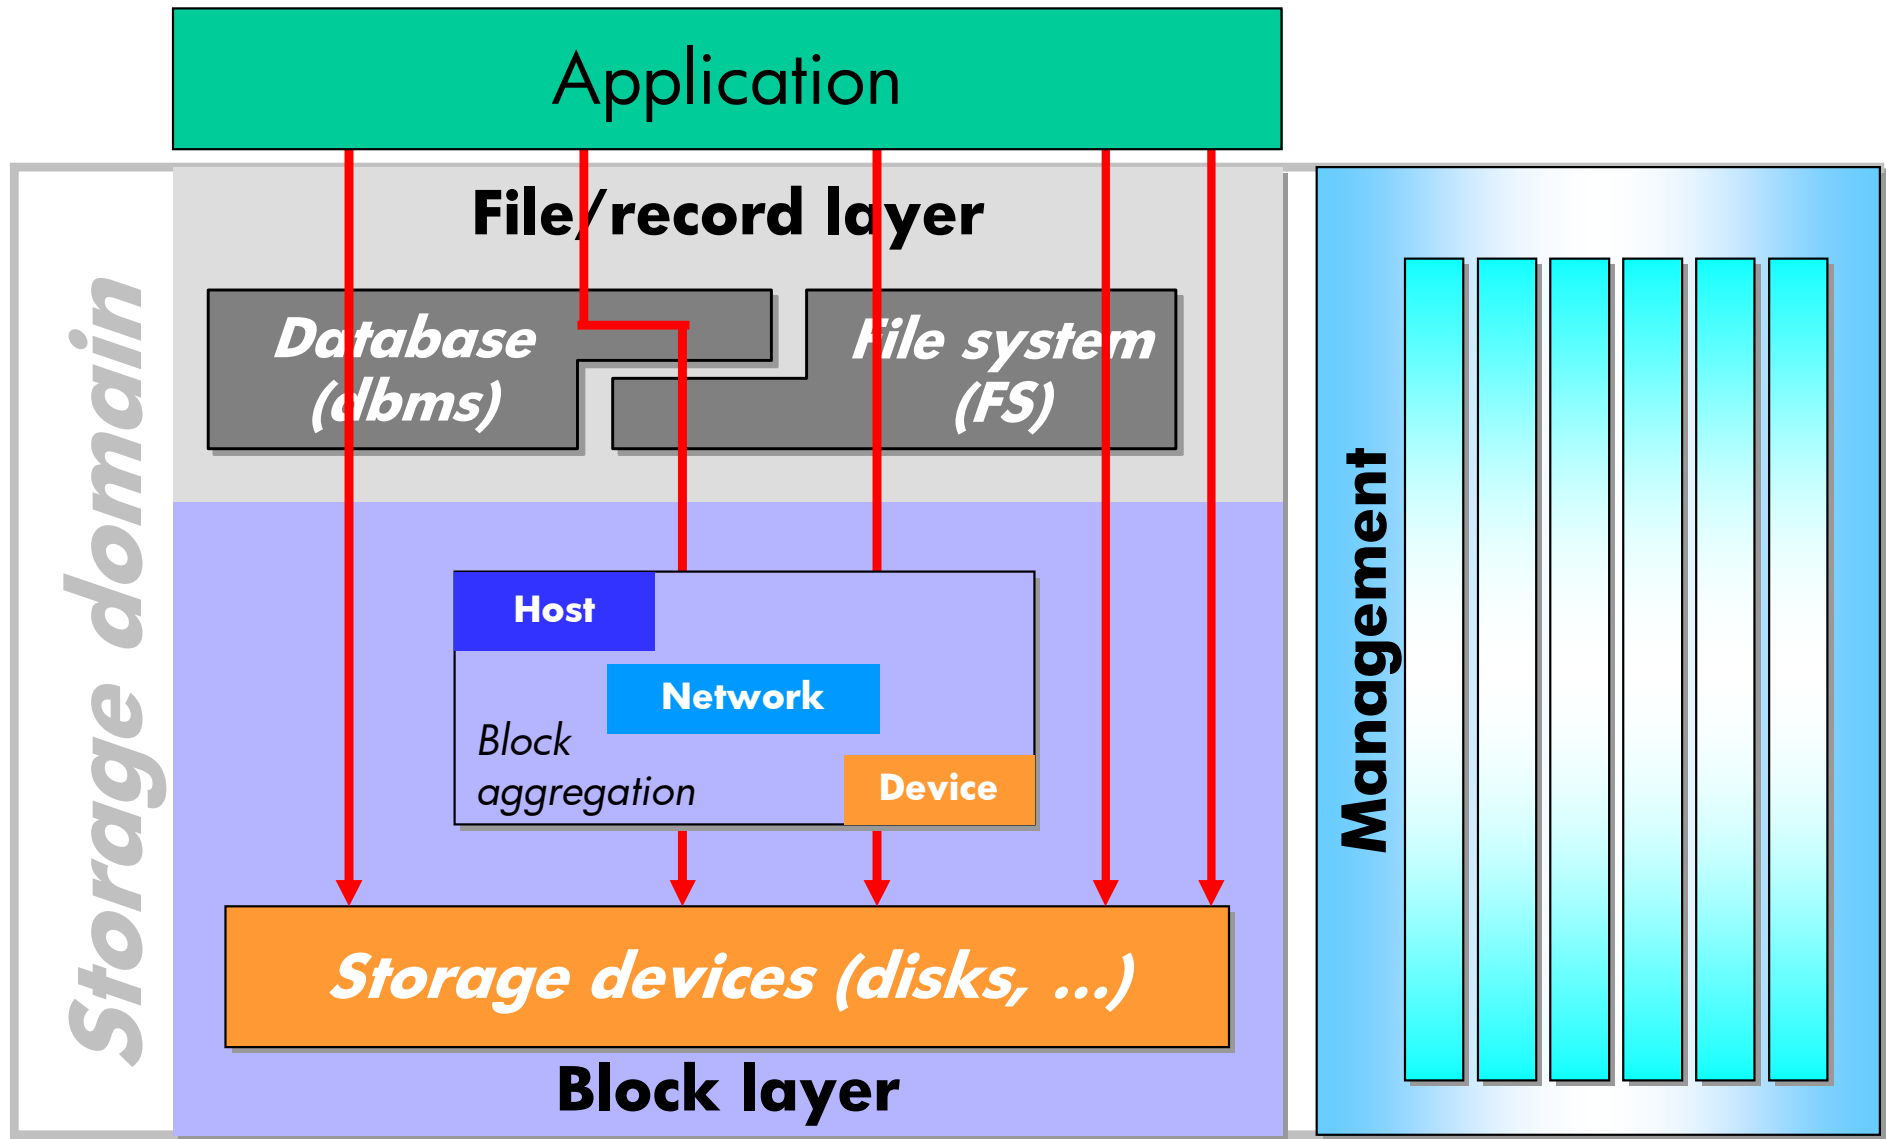 Application
File/record layer
Database
(dbms)
File system
(FS)
Storage domain
Host
Network
Block
aggregation
Device
Management
Storage devices (disks, ...)
Block layer